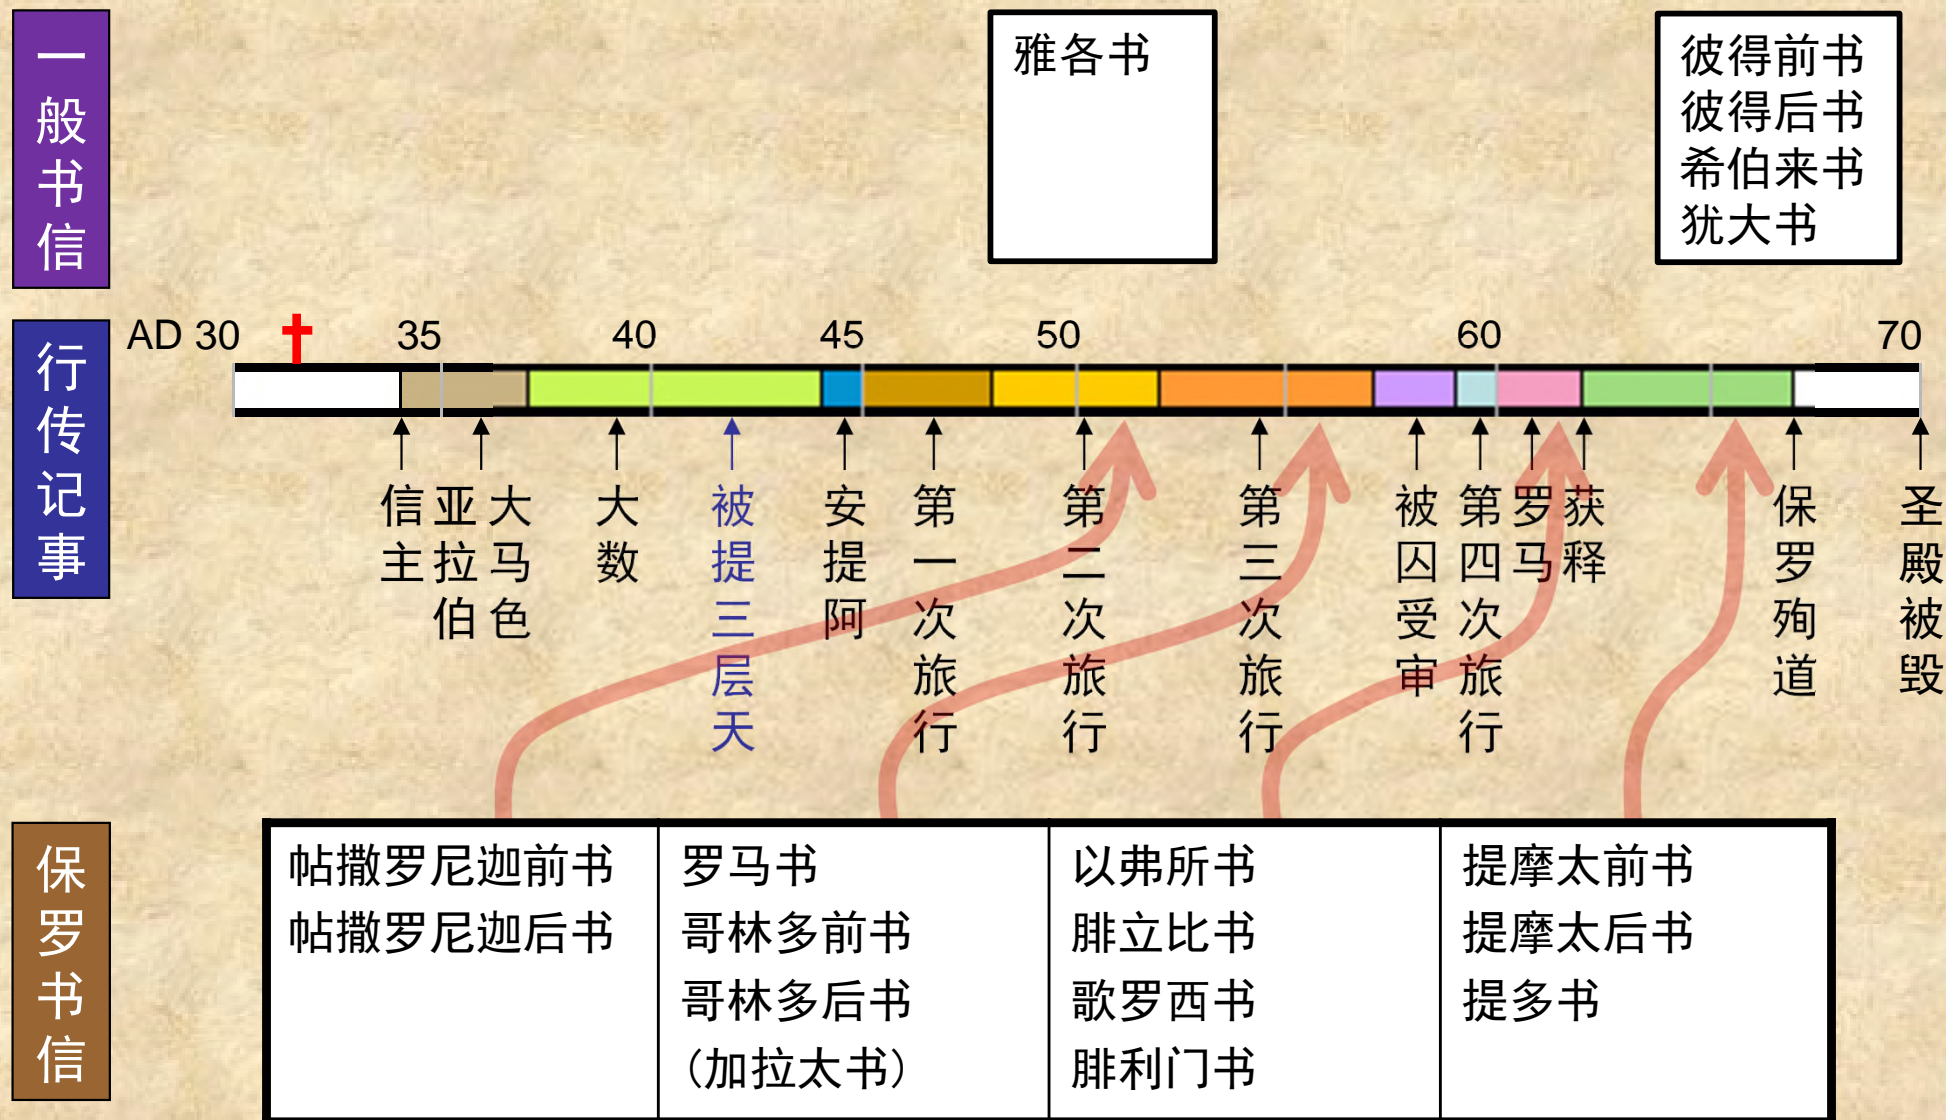 一般书信
雅各书
彼得前书
彼得后书
希伯来书
犹大书
行传记事
AD 30
35
40
45
50
60
70
信主
亚拉伯
大马色
大数
被提三层天
安提阿
第一次旅行
第二次旅行
第三次旅行
被囚受审
第四次旅行
罗马
获释
保罗殉道
圣殿被毁
保罗书信
帖撒罗尼迦前书
帖撒罗尼迦后书
罗马书
哥林多前书
哥林多后书
(加拉太书)
以弗所书
腓立比书
歌罗西书
腓利门书
提摩太前书
提摩太后书
提多书